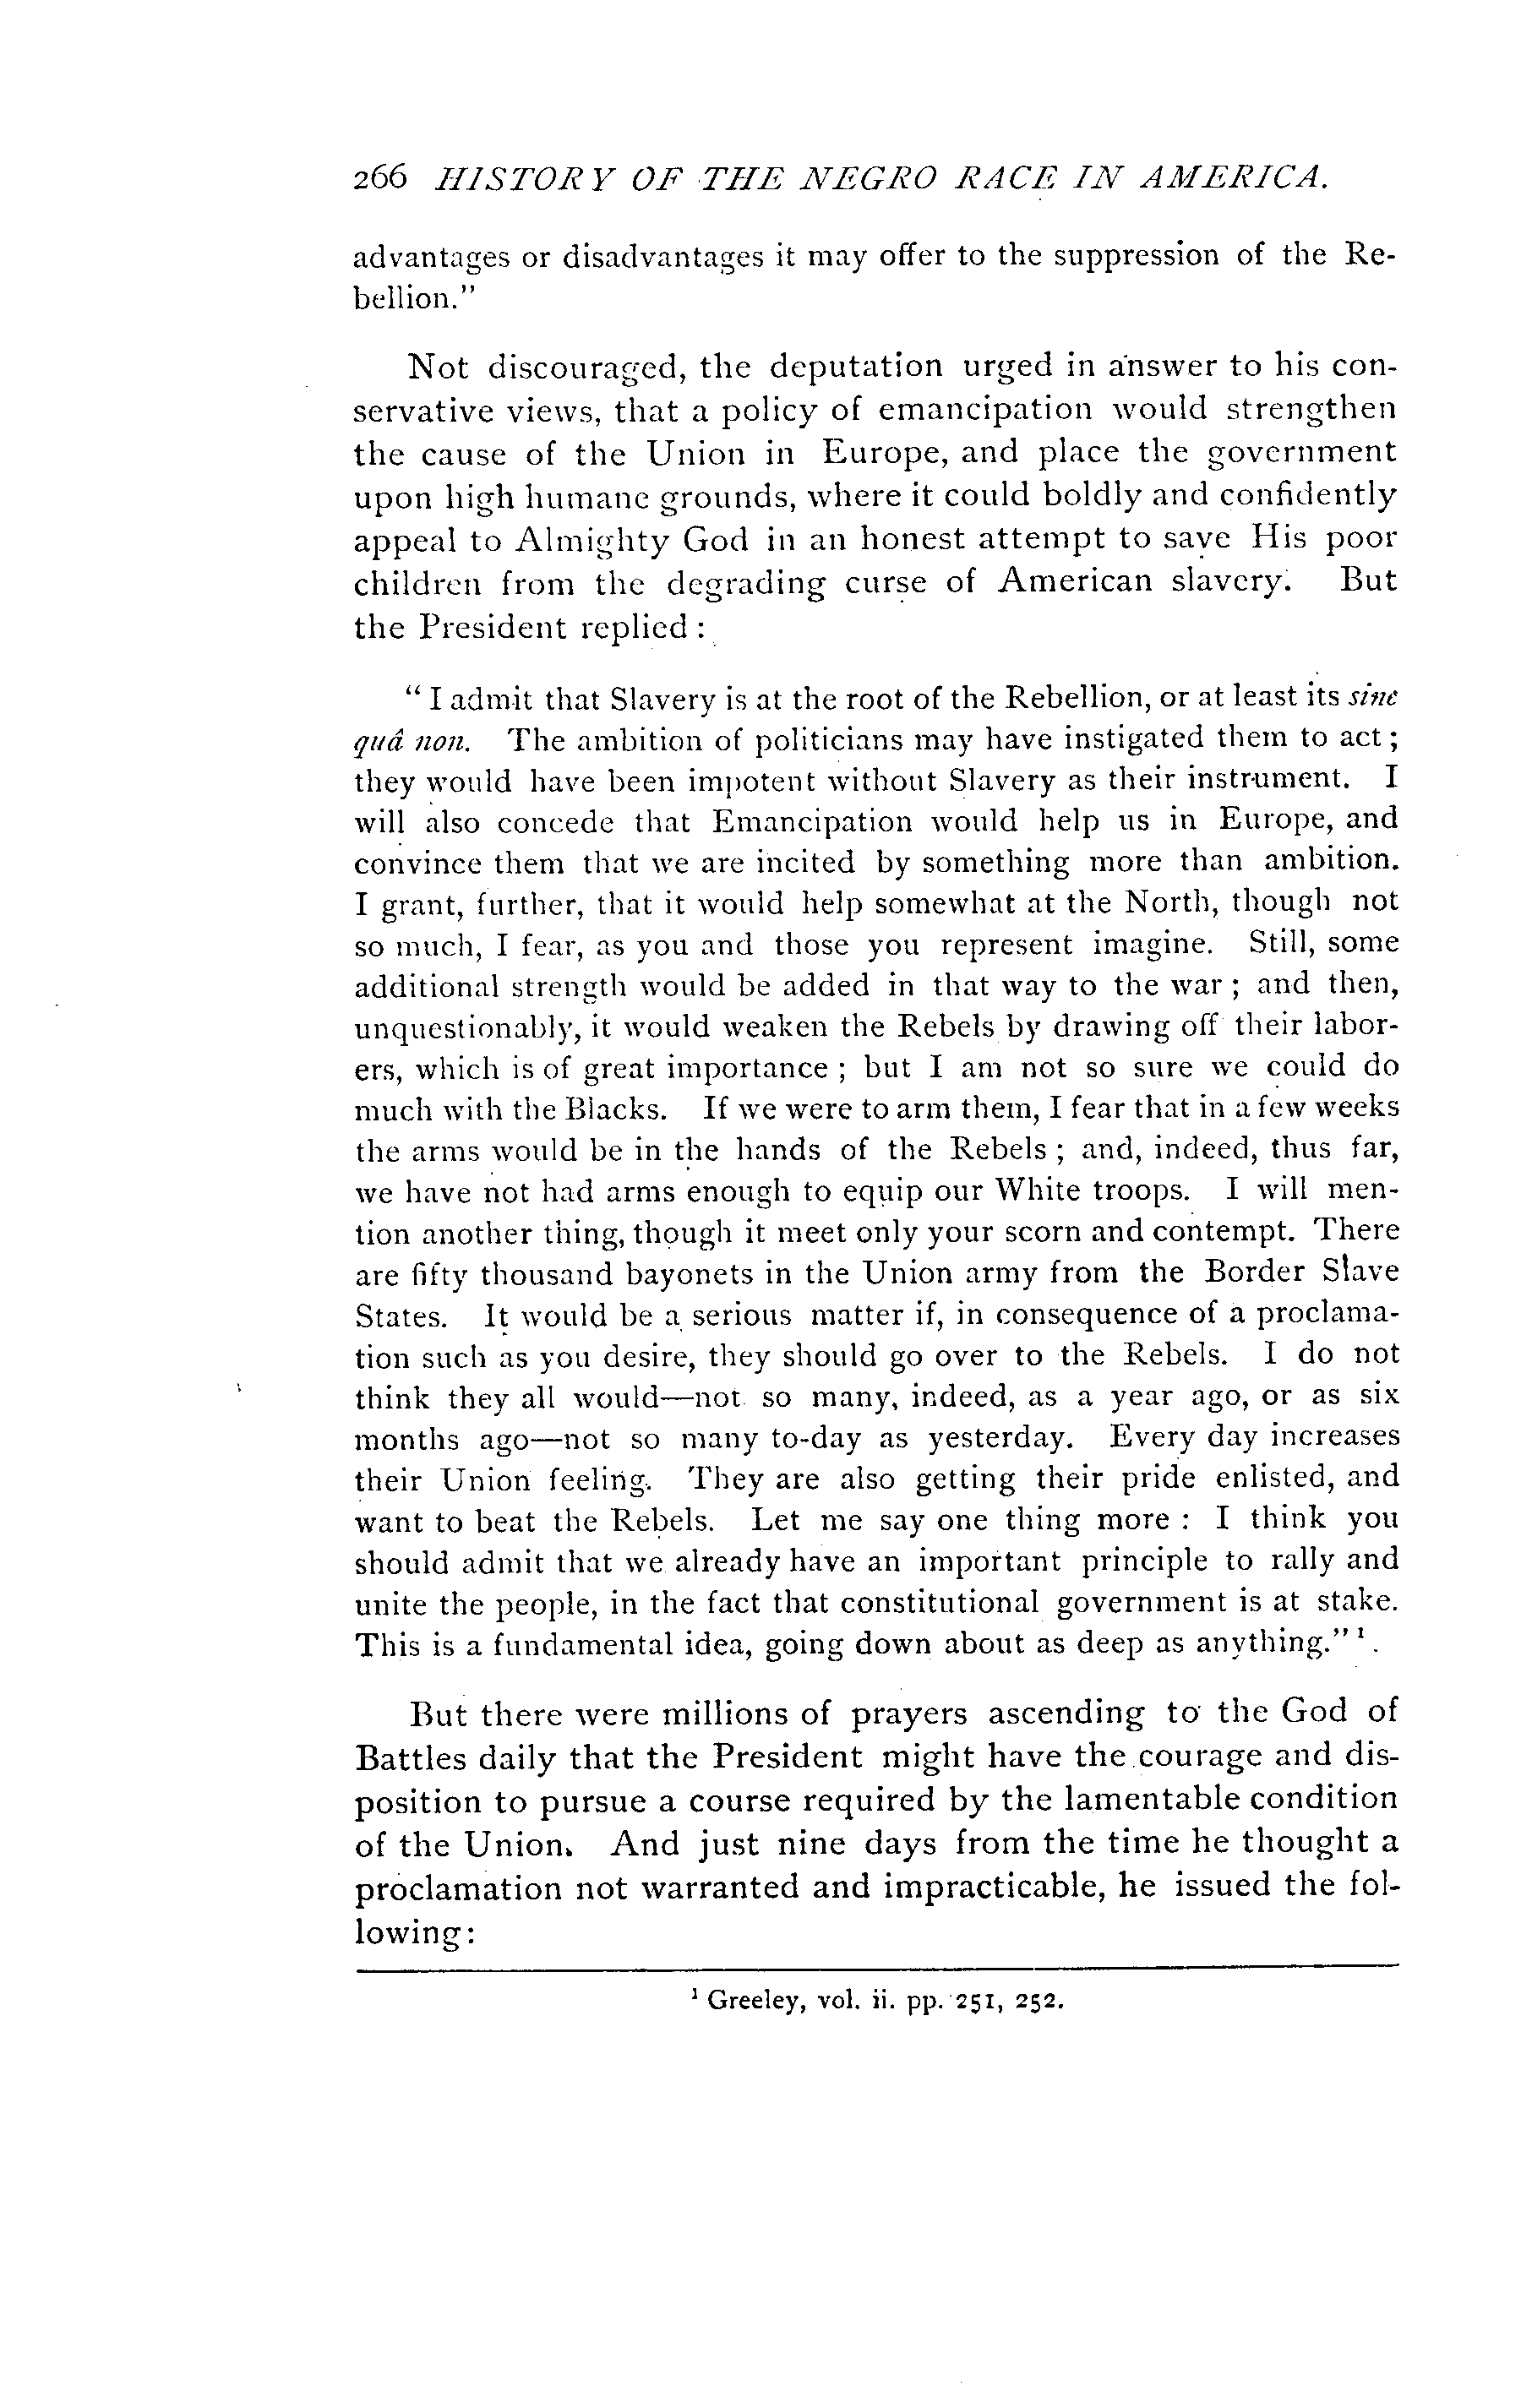 266 HISTORY OF THE NEGRO RACE IN AMERICA.
advantages or disadvantages it may offer to the suppression of the Re-
bellion."
Not discouraged, the deputation urged in answer to his con-
servative views, that a policy of emancipation would strengthen
the cause of the Union in Europe, and place the government
upon high humane grounds, where it could boldly and confidently
appeal to Almighty God in an honest attempt to save His poor
children from the degrading curse of American slavery. But
the President replied :
" I admit that Slavery is at the root of the Rebellion, or at least its sine
quâ non. The ambition of politicians may have instigated them to act ;
they would have been impotent without Slavery as their instrument. I
will also concede that Emancipation would help us in Europe, and
convince them that we are incited by something more than ambition.
I grant, further, that it would help somewhat at the North, though not
so much, I fear, as you and those you represent imagine. Still, some
additional strength would be added in that way to the war ; and then,
unquestionably, it would weaken the Rebels by drawing off their labor-
ers, which is of great importance ; but I am not so sure we could do
much with the Blacks. If we were to arm them, I fear that in a few weeks
the arms would be in the hands of the Rebels ; and, indeed, thus far,
we have not had arms enough to equip our White troops. I will men-
tion another thing, though it meet only your scorn and contempt. There
are fifty thousand bayonets in the Union army from the Border Slave
States. It would be a serious matter if, in consequence of a proclama-
tion such as you desire, they should go over to the Rebels. I do not
think they all would—not so many, indeed, as a year ago, or as six
months ago—not so many to-day as yesterday. Every day increases
their Union feeling. They are also getting their pride enlisted, and
want to beat the Rebels. Let me say one thing more : I think you
should admit that we already have an important principle to rally and
unite the people, in the fact that constitutional government is at stake.
This is a fundamental idea, going down about as deep as anything." ¹.
But there were millions of prayers ascending to the God of
Battles daily that the President might have the courage and dis-
position to pursue a course required by the lamentable condition
of the Union. And just nine days from the time he thought a
proclamation not warranted and impracticable, he issued the fol-
lowing:
¹ Greeley, vol. ii. pp. 251, 252.